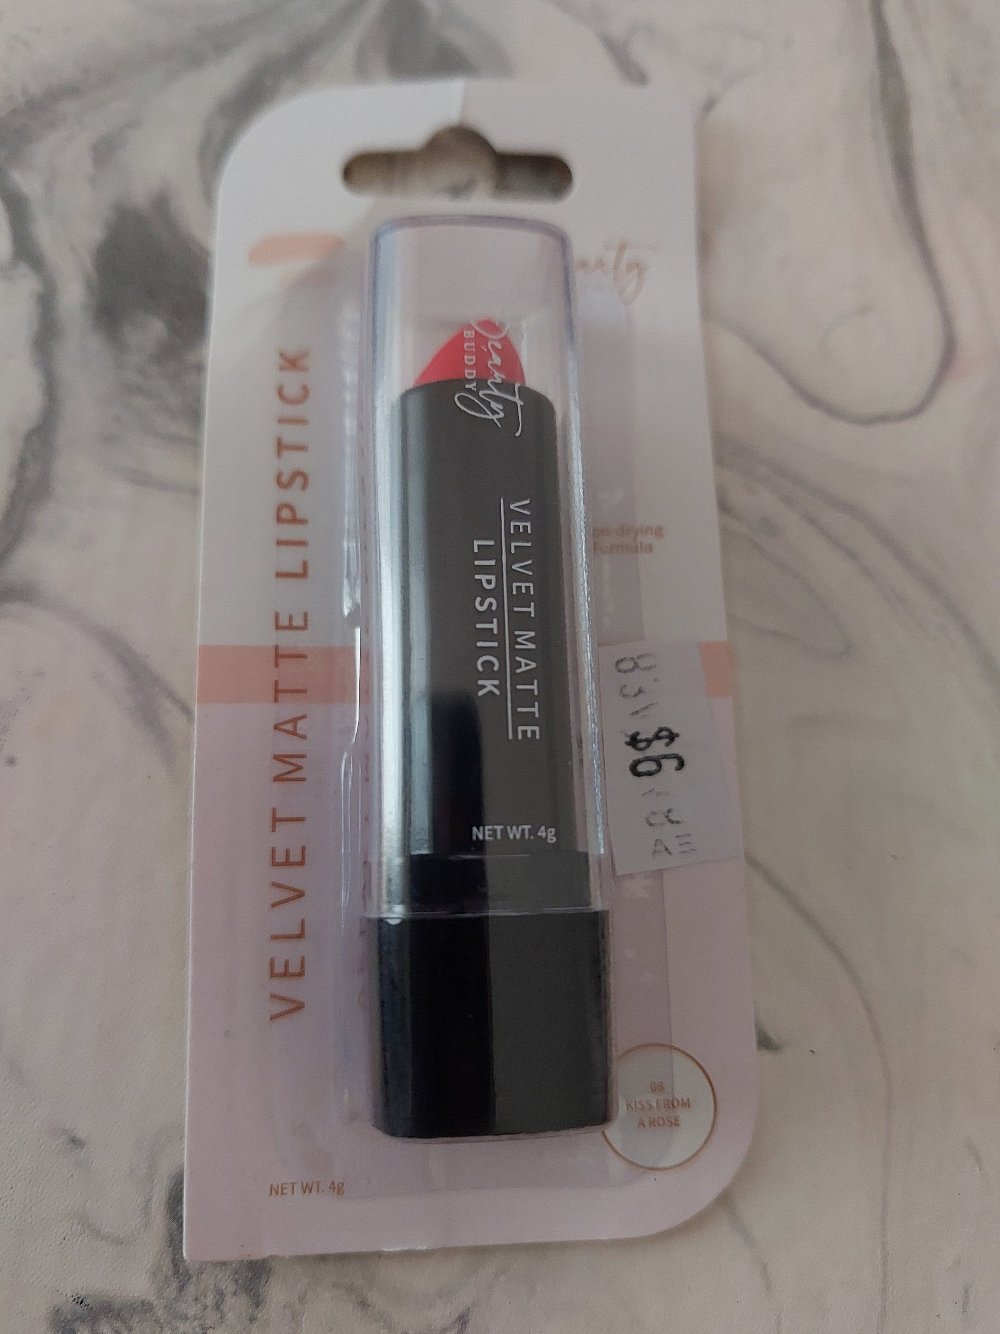 Beauty
BUDDY
VELVET MATTE
LIPSTICK
NET WT. 4g
VELVET MATTE LIPSTICK
formula
$6
08
KISS FROM
A ROSE
NET WT. 4g